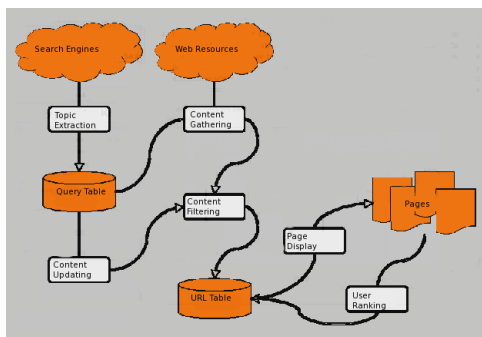 Search Engines
Web Resources
Topic
Extraction
Content
Gathering
Query Table
Content
Filtering
Pages
Page
Display
Content
Updating
URL Table
User
Ranking